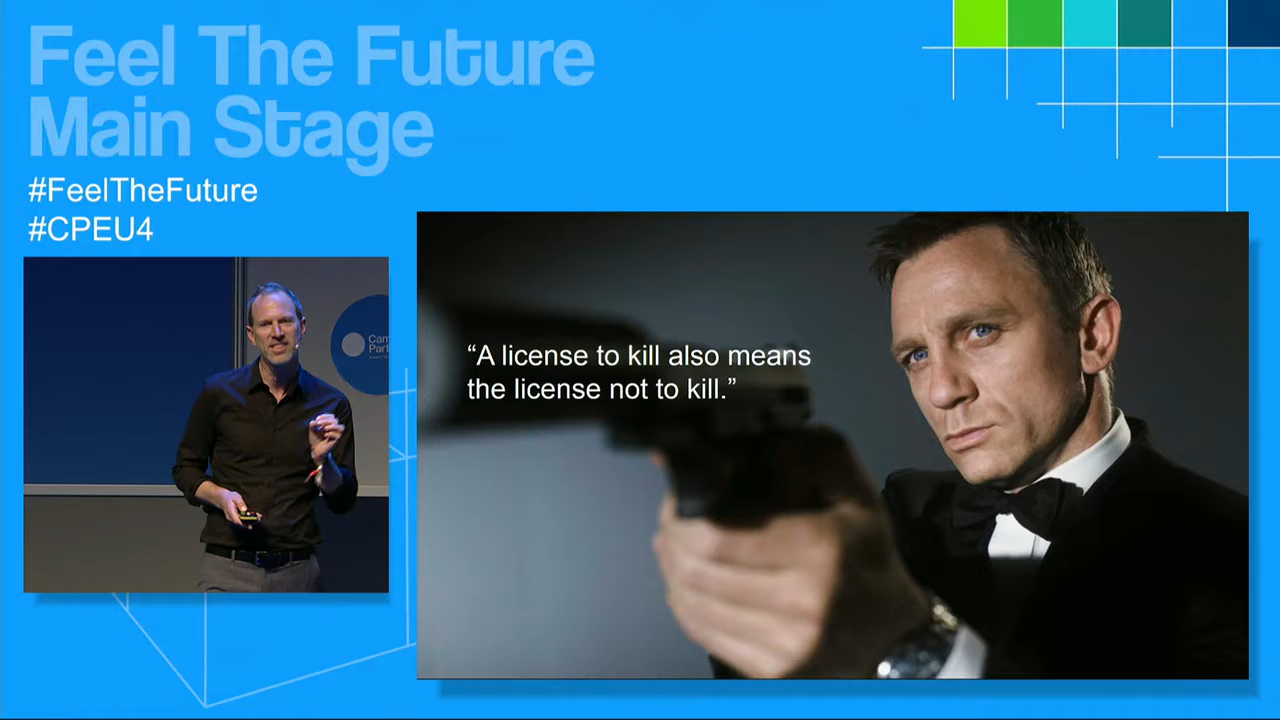 Feel The Future
Main Stage
#FeelTheFuture
#CPEU4
“A license to kill also means
the license not to kill.”